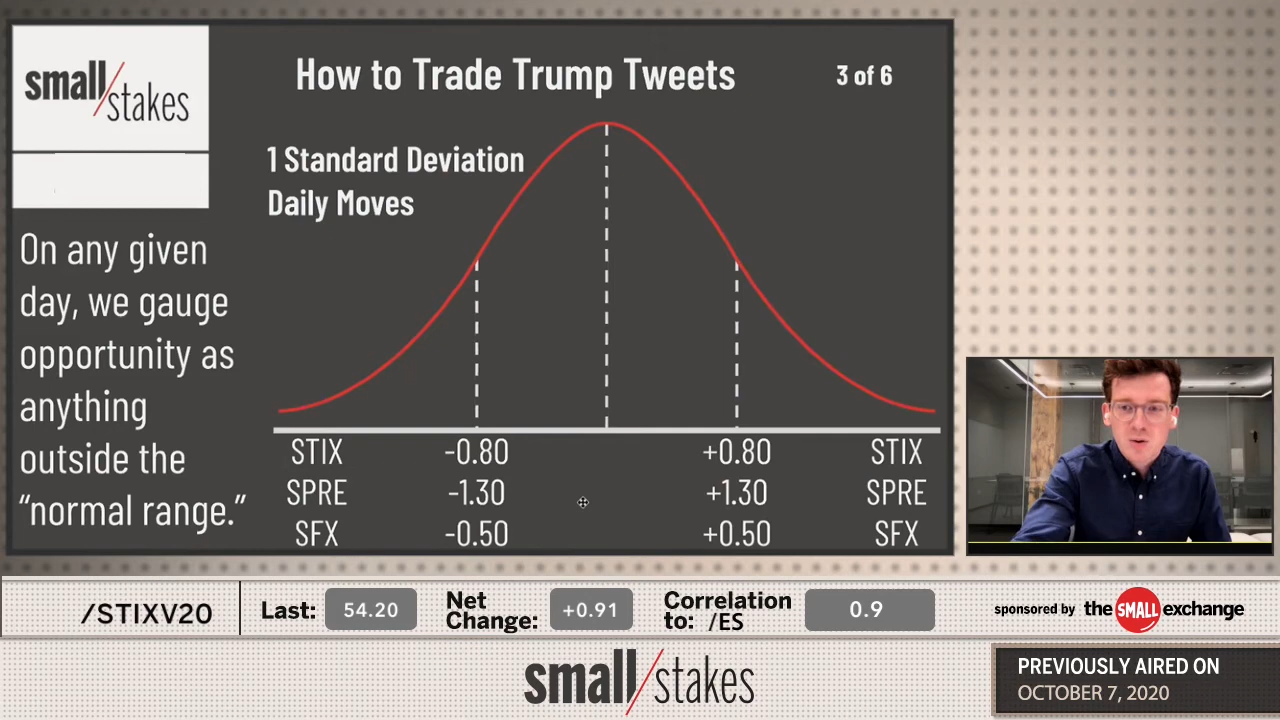 small/stakes
How to Trade Trump Tweets
3 of 6
1 Standard Deviation
Daily Moves
On any given
day, we gauge
opportunity as
anything
outside the
“normal range.”
STIX -0.80 +0.80 STIX
SPRE -1.30 +1.30 SPRE
SFX -0.50 +0.50 SFX
/STIXV20
Last: 54.20
Net
Change: +0.91
Correlation
to: /ES 0.9
sponsored by the SMALL exchange
small/stakes
PREVIOUSLY AIRED ON
OCTOBER 7, 2020